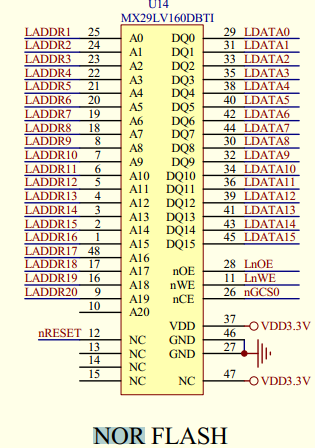 U14
MX29LV160DBTI
LADDR1 25 A0 DQ0 29 LDATA0
LADDR2 24 A1 DQ1 31 LDATA1
LADDR3 23 A2 DQ2 33 LDATA2
LADDR4 22 A3 DQ3 35 LDATA3
LADDR5 21 A4 DQ4 38 LDATA4
LADDR6 20 A5 DQ5 40 LDATA5
LADDR7 19 A6 DQ6 42 LDATA6
LADDR8 18 A7 DQ7 44 LDATA7
LADDR9 8 A8 DQ8 30 LDATA8
LADDR10 7 A9 DQ9 32 LDATA9
LADDR11 6 A10 DQ10 34 LDATA10
LADDR12 5 A11 DQ11 36 LDATA11
LADDR13 4 A12 DQ12 39 LDATA12
LADDR14 3 A13 DQ13 41 LDATA13
LADDR15 2 A14 DQ14 43 LDATA14
LADDR16 1 A15 DQ15 45 LDATA15
LADDR17 48 A16
LADDR18 17 A17 nOE 28 LnOE
LADDR19 16 A18 nWE 11 LnWE
LADDR20 9 A19 nCE 26 nGCS0
10 A20
VDD 37 VDD3.3V
nRESET 12 NC GND 46
13 NC GND 27
14 NC
15 NC NC 47 VDD3.3V
NOR FLASH